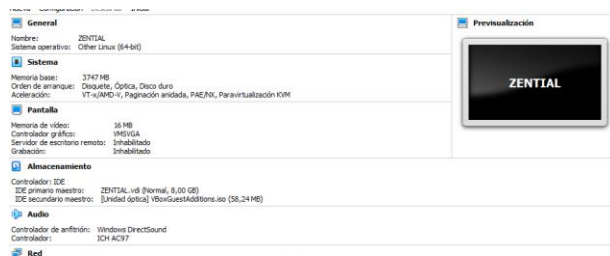 Nueva Configuración Descartar Iniciar
General
Nombre: ZENTIAL
Sistema operativo: Other Linux (64-bit)
Sistema
Memoria base: 3747 MB
Orden de arranque: Disquete, Óptica, Disco duro
Aceleración: VT-x/AMD-V, Paginación anidada, PAE/NX, Paravirtualización KVM
Pantalla
Memoria de vídeo: 16 MB
Controlador gráfico: VMSVGA
Servidor de escritorio remoto: Inhabilitado
Grabación: Inhabilitado
Almacenamiento
Controlador: IDE
IDE primario maestro: ZENTIAL.vdi (Normal, 8,00 GB)
IDE secundario maestro: [Unidad óptica] VBoxGuestAdditions.iso (58,24 MB)
Audio
Controlador de anfitrión: Windows DirectSound
Controlador: ICH AC97
Red
Previsualización
ZENTIAL